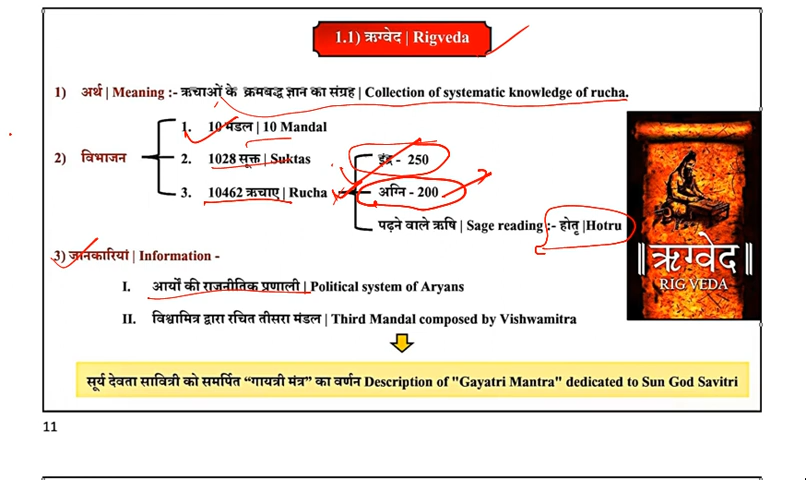 1.1) ऋग्वेद | Rigveda
1) अर्थ | Meaning :- ऋचाओं के क्रमबद्ध ज्ञान का संग्रह | Collection of systematic knowledge of rucha.
2) विभाजन
1. 10 मंडल | 10 Mandal
2. 1028 सूक्त | Suktas
3. 10462 ऋचाए | Rucha
इंद्र - 250
अग्नि - 200
पढ़ने वाले ऋषि | Sage reading :- होतृ |Hotru
3) जानकारियां | Information -
I. आर्यो की राजनीतिक प्रणाली | Political system of Aryans
II. विश्वामित्र द्वारा रचित तीसरा मंडल | Third Mandal composed by Vishwamitra
सूर्य देवता सावित्री को समर्पित “गायत्री मंत्र” का वर्णन Description of "Gayatri Mantra" dedicated to Sun God Savitri
॥ऋग्वेद॥
RIG VEDA
11